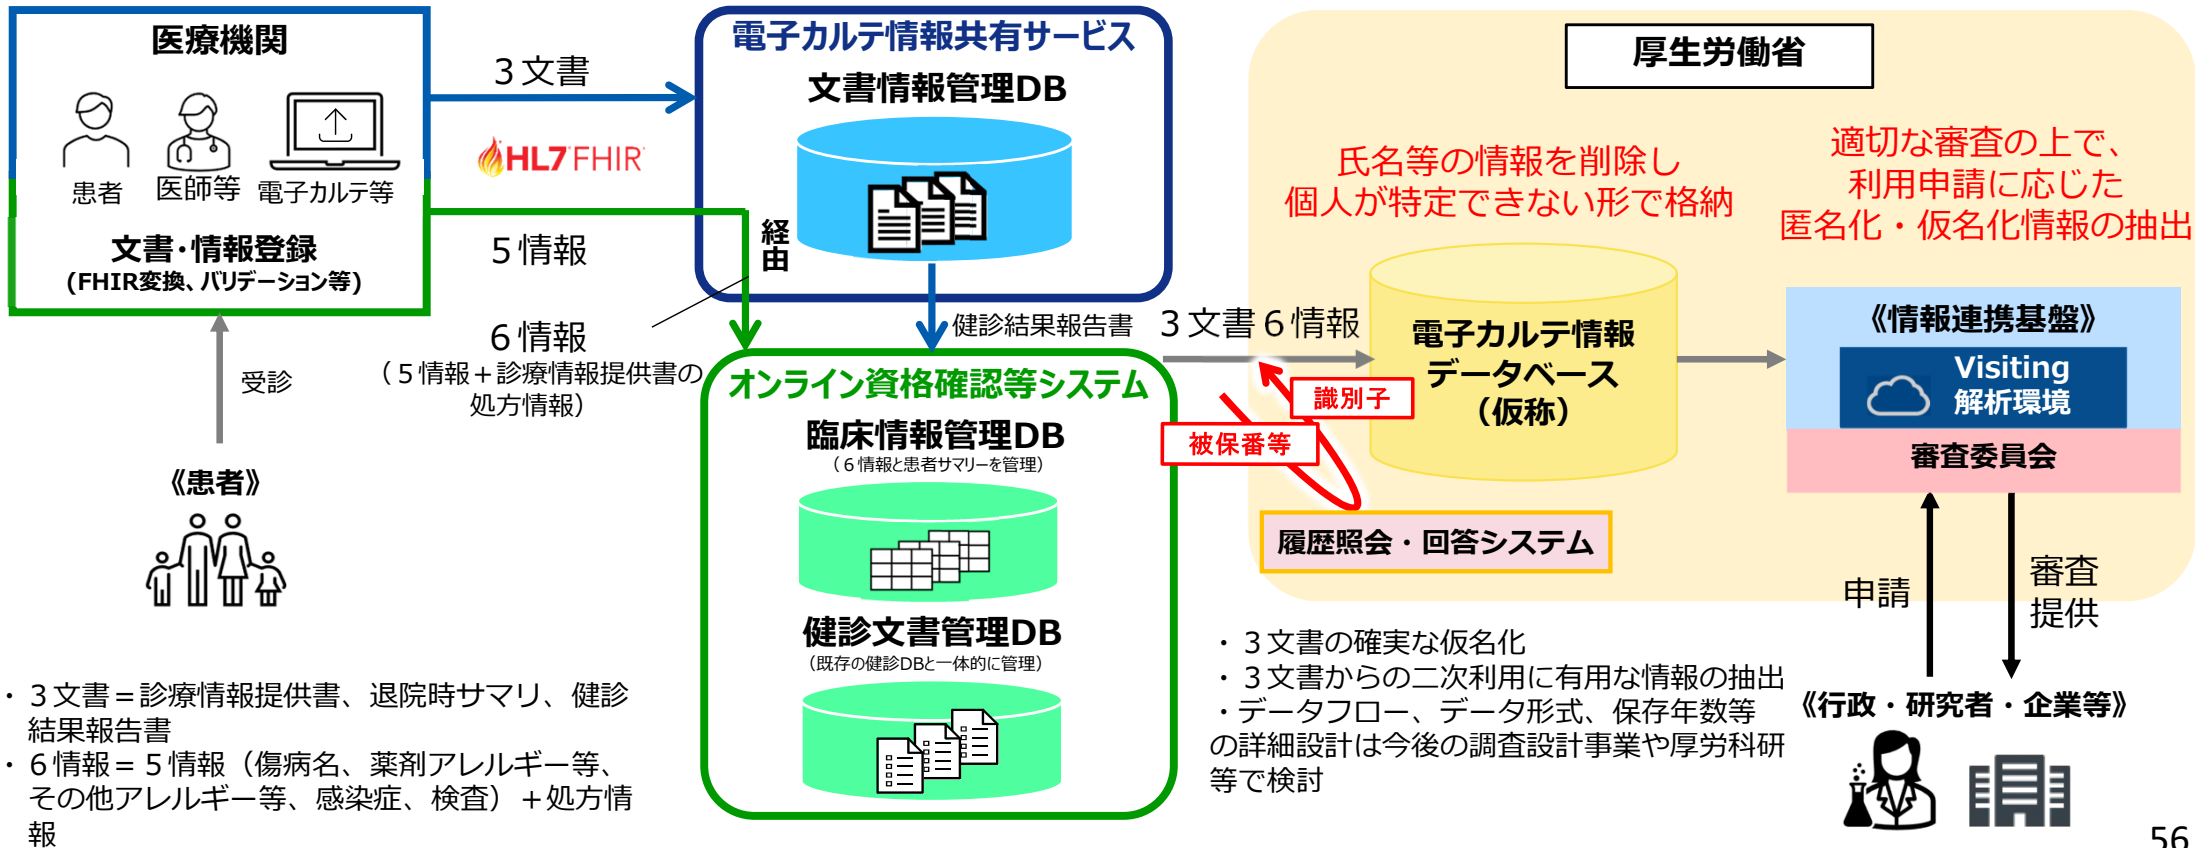 医療機関
患者
医師等
電子カルテ等
文書・情報登録
(FHIR変換、バリデーション等)
受診
《患者》
３文書
HL7 FHIR
５情報
６情報
（５情報＋診療情報提供書の
処方情報）
電子カルテ情報共有サービス
文書情報管理DB
経由
健診結果報告書
オンライン資格確認等システム
臨床情報管理DB
（６情報と患者サマリーを管理）
健診文書管理DB
（既存の健診DBと一体的に管理）
厚生労働省
氏名等の情報を削除し
個人が特定できない形で格納
適切な審査の上で、
利用申請に応じた
匿名化・仮名化情報の抽出
３文書６情報
電子カルテ情報
データベース
（仮称）
識別子
被保番等
履歴照会・回答システム
《情報連携基盤》
Visiting
解析環境
審査委員会
申請
審査
提供
《行政・研究者・企業等》
・３文書の確実な仮名化
・３文書からの二次利用に有用な情報の抽出
・データフロー、データ形式、保存年数等
の詳細設計は今後の調査設計事業や厚労科研
等で検討
・３文書＝診療情報提供書、退院時サマリ、健診
結果報告書
・６情報＝５情報（傷病名、薬剤アレルギー等、
その他アレルギー等、感染症、検査）＋処方情
報
56